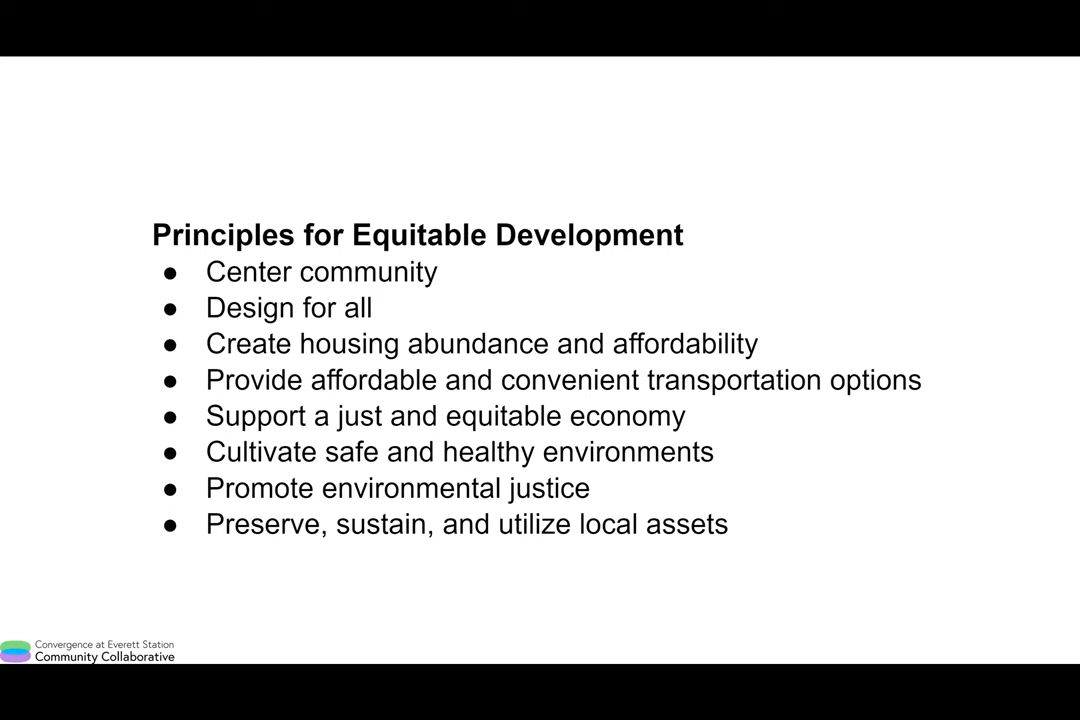 Principles for Equitable Development
● Center community
● Design for all
● Create housing abundance and affordability
● Provide affordable and convenient transportation options
● Support a just and equitable economy
● Cultivate safe and healthy environments
● Promote environmental justice
● Preserve, sustain, and utilize local assets
Convergence at Everett Station
Community Collaborative